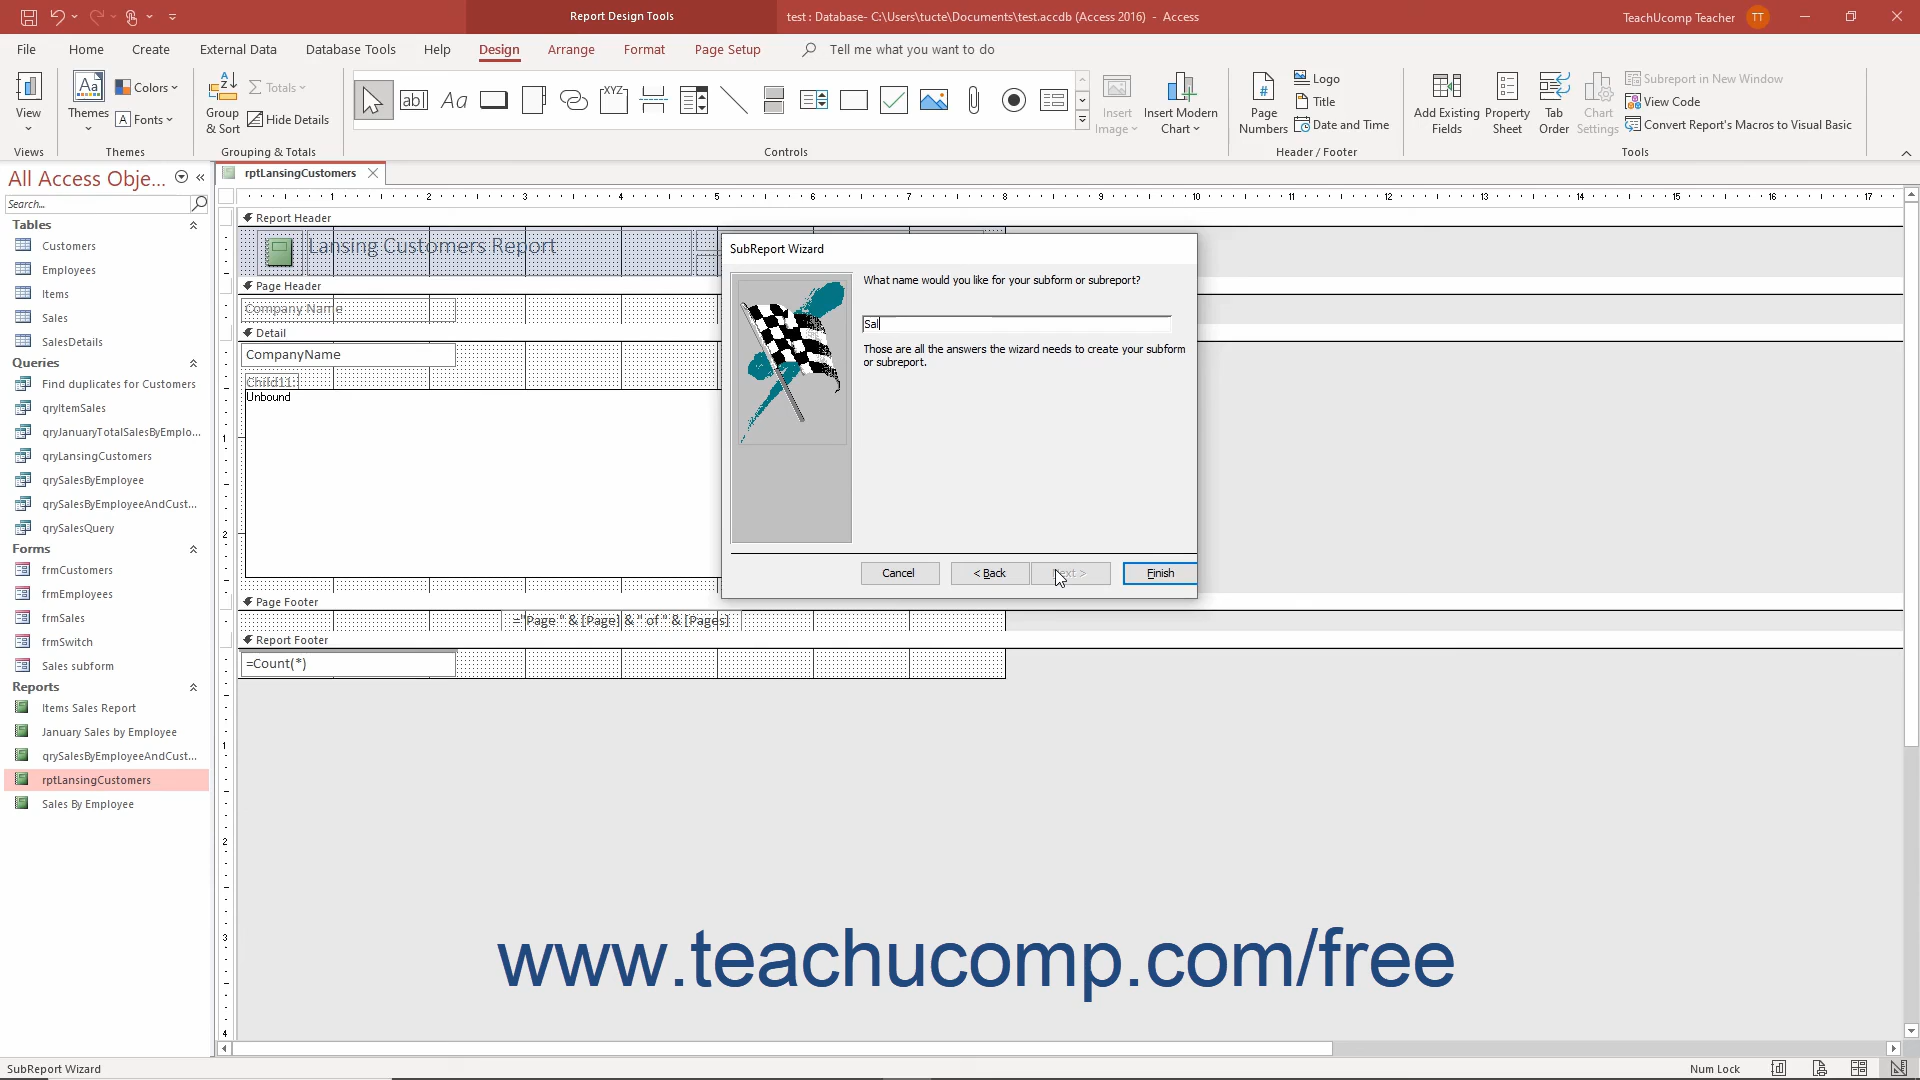 Report Design Tools
test : Database- C:\Users\tucte\Documents\test.accdb (Access 2016)  -  Access
TeachUcomp Teacher
TT
File
Home
Create
External Data
Database Tools
Help
Design
Arrange
Format
Page Setup
Tell me what you want to do
View
Views
Themes
Colors
Fonts
Themes
Group & Sort
Totals
Hide Details
Grouping & Totals
Controls
Insert Image
Insert Modern Chart
Page Numbers
Logo
Title
Date and Time
Header / Footer
Add Existing Fields
Property Sheet
Tab Order
Chart Settings
Subreport in New Window
View Code
Convert Report's Macros to Visual Basic
Tools
All Access Obje...
Search...
Tables
Customers
Employees
Items
Sales
SalesDetails
Queries
Find duplicates for Customers
qryItemSales
qryJanuaryTotalSalesByEmplo...
qryLansingCustomers
qrySalesByEmployee
qrySalesByEmployeeAndCust...
qrySalesQuery
Forms
frmCustomers
frmEmployees
frmSales
frmSwitch
Sales subform
Reports
Items Sales Report
January Sales by Employee
qrySalesByEmployeeAndCust...
rptLansingCustomers
Sales By Employee
rptLansingCustomers
Report Header
Lansing Customers Report
Page Header
Company Name
Detail
CompanyName
Child11:
Unbound
Page Footer
="Page " & [Page] & " of " & [Pages]
Report Footer
=Count(*)
SubReport Wizard
What name would you like for your subform or subreport?
Sal
Those are all the answers the wizard needs to create your subform
or subreport.
Cancel
< Back
Finish
www.teachucomp.com/free
SubReport Wizard
Num Lock